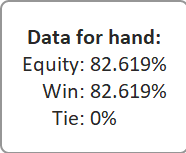 Data for hand:
Equity: 82.619%
Win: 82.619%
Tie: 0%